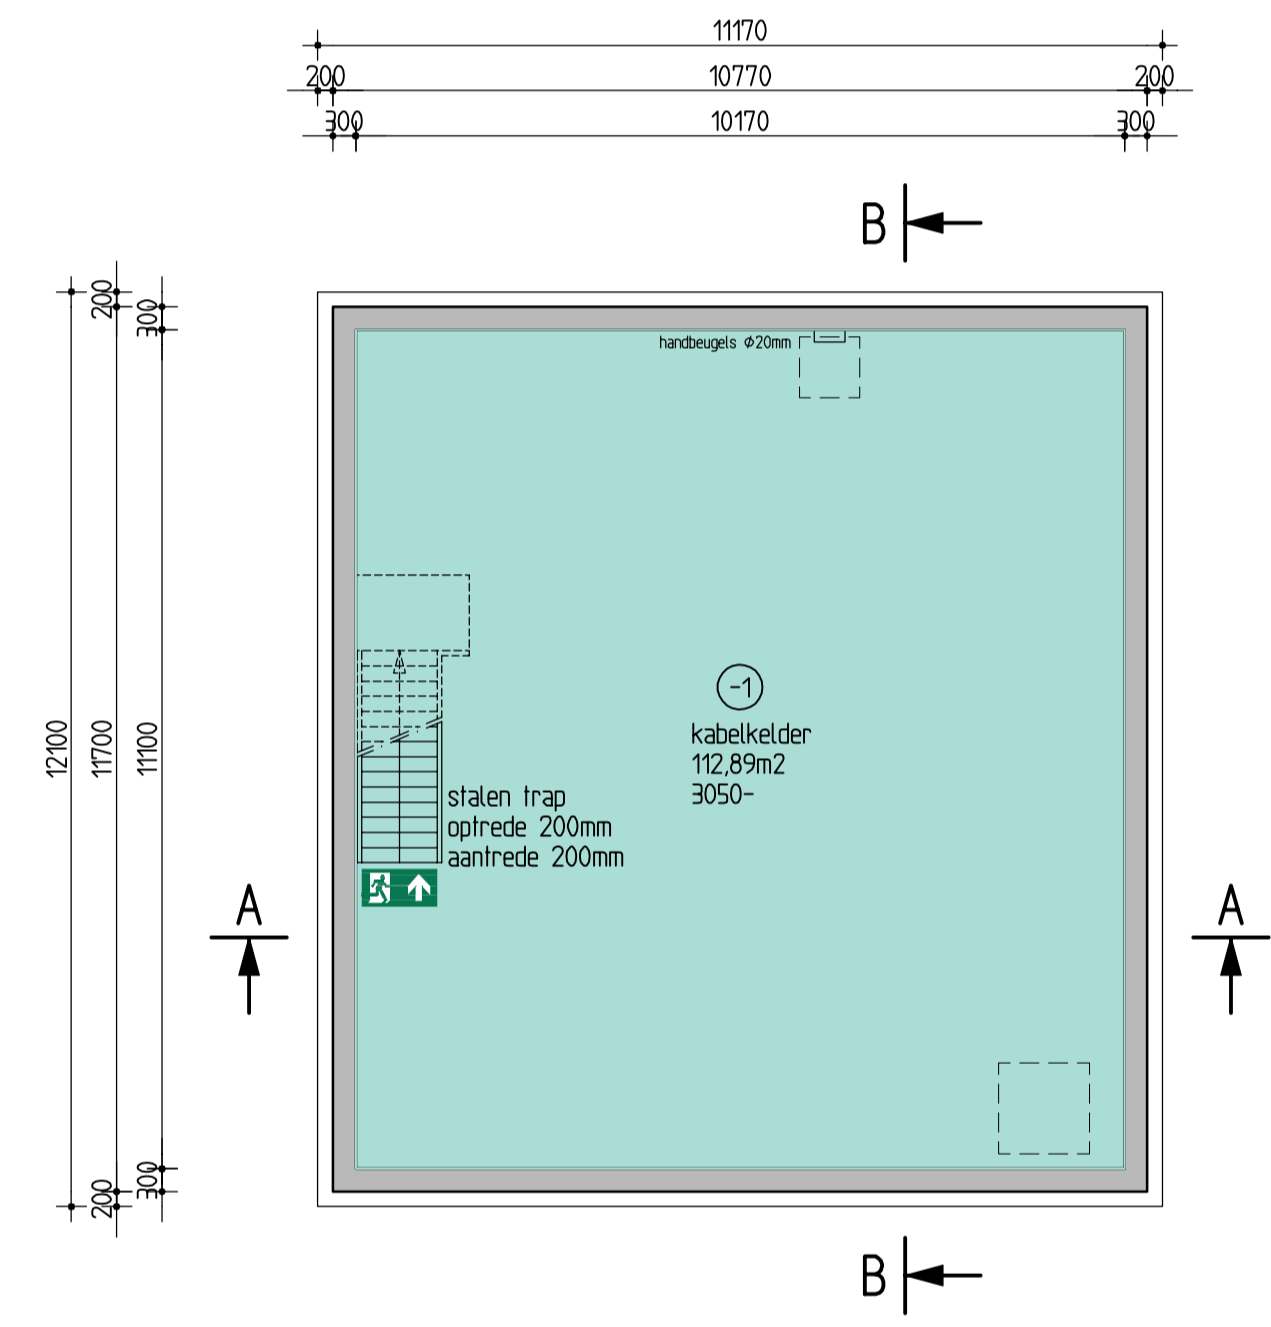 11170
200 10770 200
300 10170 300
B
200
300
handbeugels Ø20mm
-1
kabelkelder
112,89m2
3050-
12100
11700
11100
stalen trap
optrede 200mm
aantrede 200mm
A
A
300
200
B